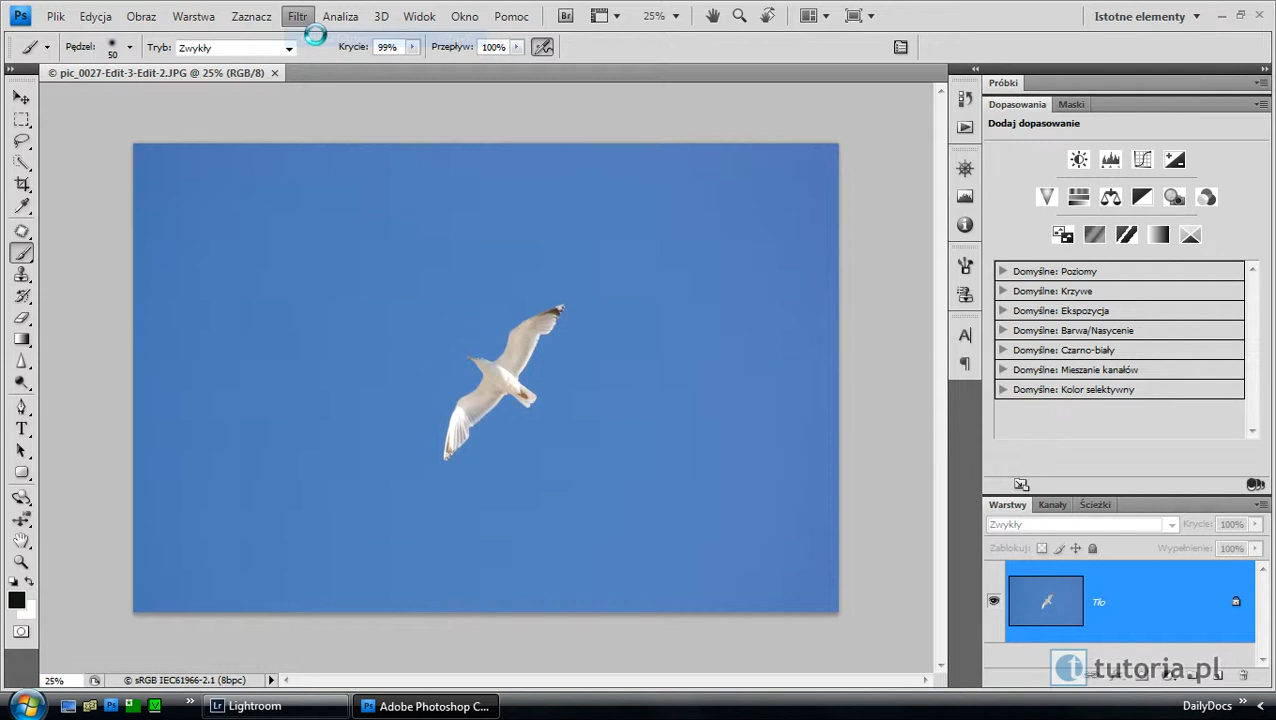 Ps Plik Edycja Obraz Warstwa Zaznacz Filtr Analiza 3D Widok Okno Pomoc Br 25% Istotne elementy
Pędzel: 50 Tryb: Zwykły Krycie: 99% Przepływ: 100%
© pic_0027-Edit-3-Edit-2.JPG @ 25% (RGB/8)
Próbki
Dopasowania Maski
Dodaj dopasowanie
Domyślne: Poziomy
Domyślne: Krzywe
Domyślne: Ekspozycja
Domyślne: Barwa/Nasycenie
Domyślne: Czarno-biały
Domyślne: Mieszanie kanałów
Domyślne: Kolor selektywny
Warstwy Kanały Ścieżki
Zwykły Krycie: 100%
Zablokuj: Wypełnienie: 100%
Tło
tutoria.pl
25% © sRGB IEC61966-2.1 (8bpc)
Lr Lightroom Ps Adobe Photoshop C... DailyDocs